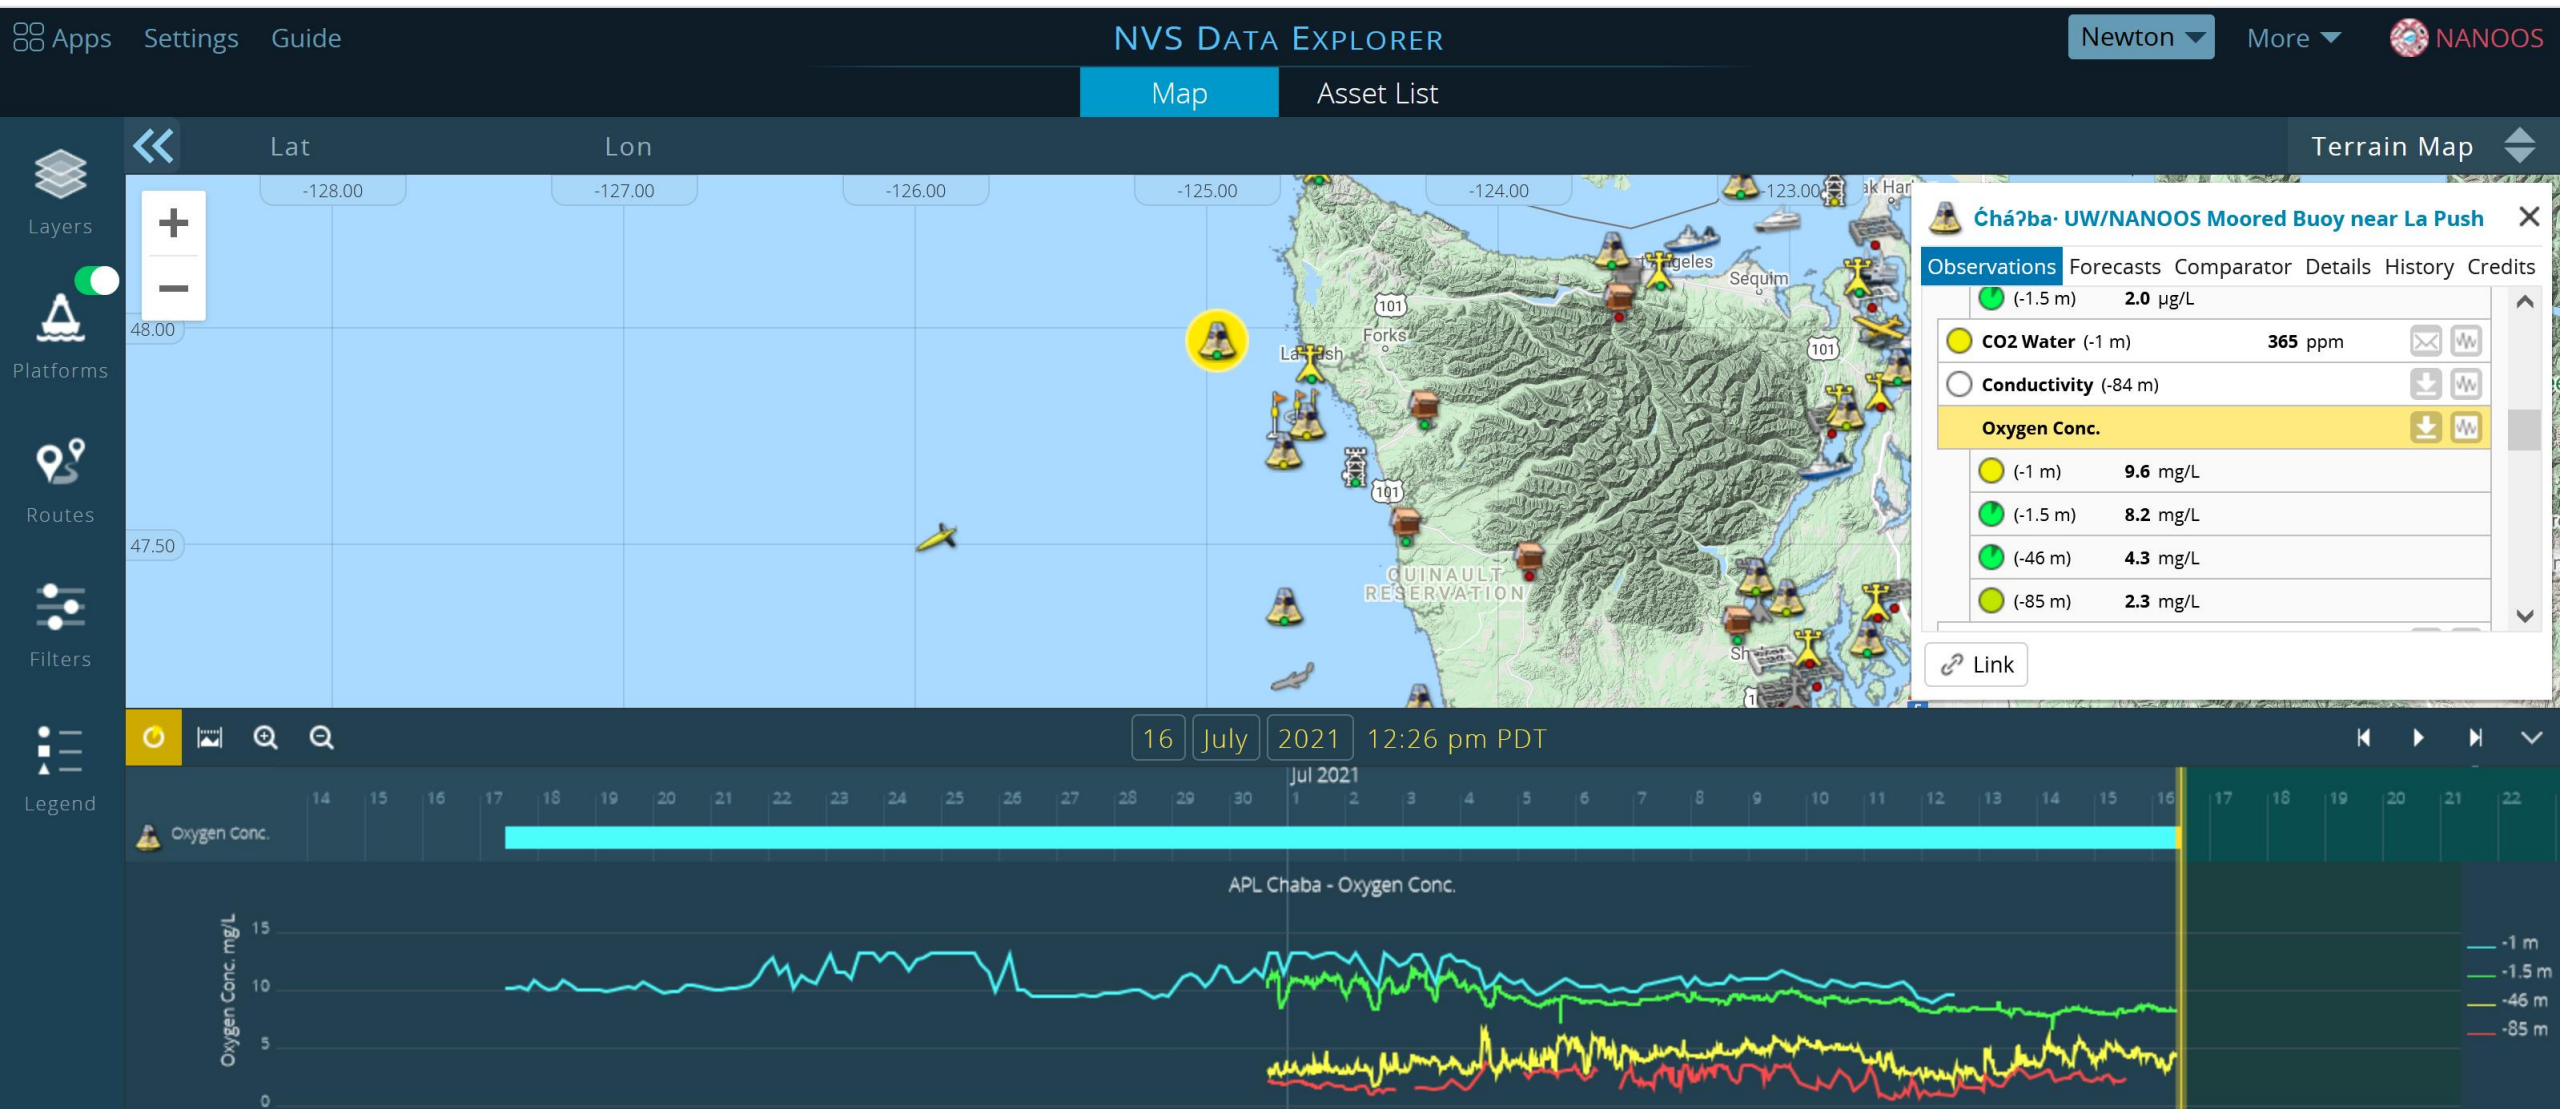 Apps Settings Guide
NVS DATA EXPLORER
Newton More NANOOS
Map Asset List
Lat Lon
Terrain Map
Layers
Platforms
Routes
Filters
Legend
-128.00 -127.00 -126.00 -125.00 -124.00 -123.00
48.00
47.50
ak Har
Sequim
101
Forks
101
101
QUINAULT
RESERVATION
Čháʔba· UW/NANOOS Moored Buoy near La Push
Observations Forecasts Comparator Details History Credits
(-1.5 m) 2.0 µg/L
CO2 Water (-1 m) 365 ppm
Conductivity (-84 m)
Oxygen Conc.
(-1 m) 9.6 mg/L
(-1.5 m) 8.2 mg/L
(-46 m) 4.3 mg/L
(-85 m) 2.3 mg/L
Link
16 July 2021 12:26 pm PDT
Jul 2021
14 15 16 17 18 19 20 21 22 23 24 25 26 27 28 29 30 1 2 3 4 5 6 7 8 9 10 11 12 13 14 15 16 17 18 19 20 21 22
Oxygen Conc.
APL Chaba - Oxygen Conc.
Oxygen Conc. mg/L
15
10
5
0
-1 m
-1.5 m
-46 m
-85 m